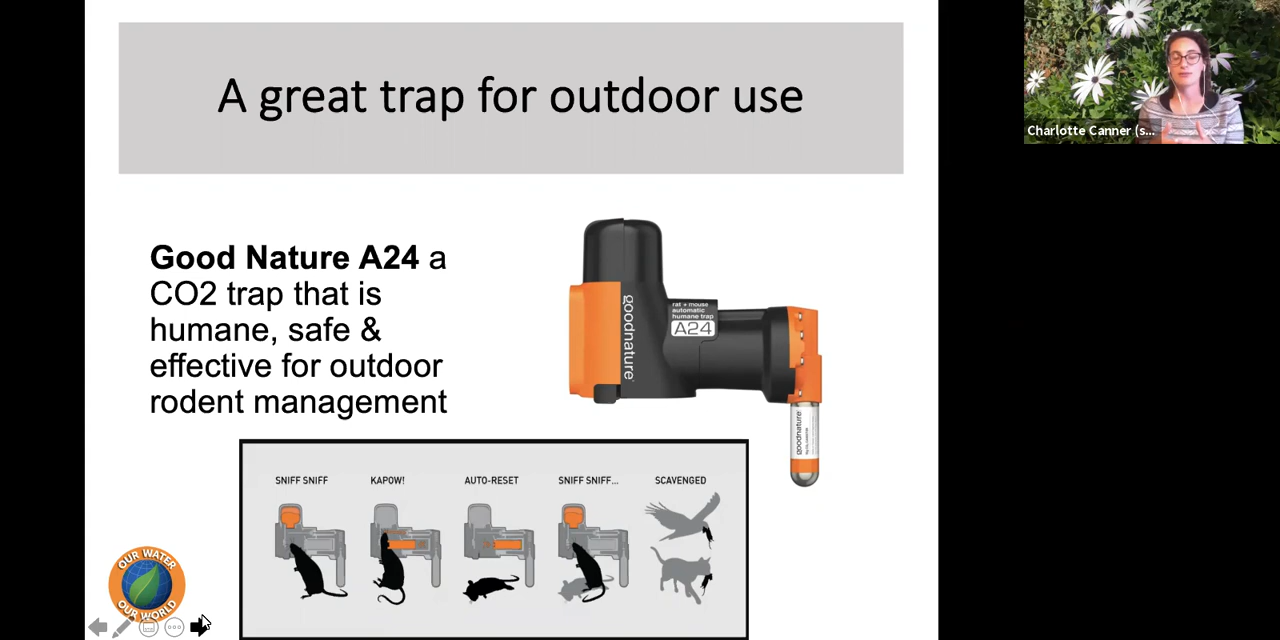 A great trap for outdoor use
Charlotte Canner (s...
Good Nature A24 a
CO2 trap that is
humane, safe &
effective for outdoor
rodent management
goodnature
rat + mouse
automatic
humane trap
A24
goodnature
SNIFF SNIFF
KAPOW!
AUTO-RESET
SNIFF SNIFF...
SCAVENGED
OUR WATER
OUR WORLD